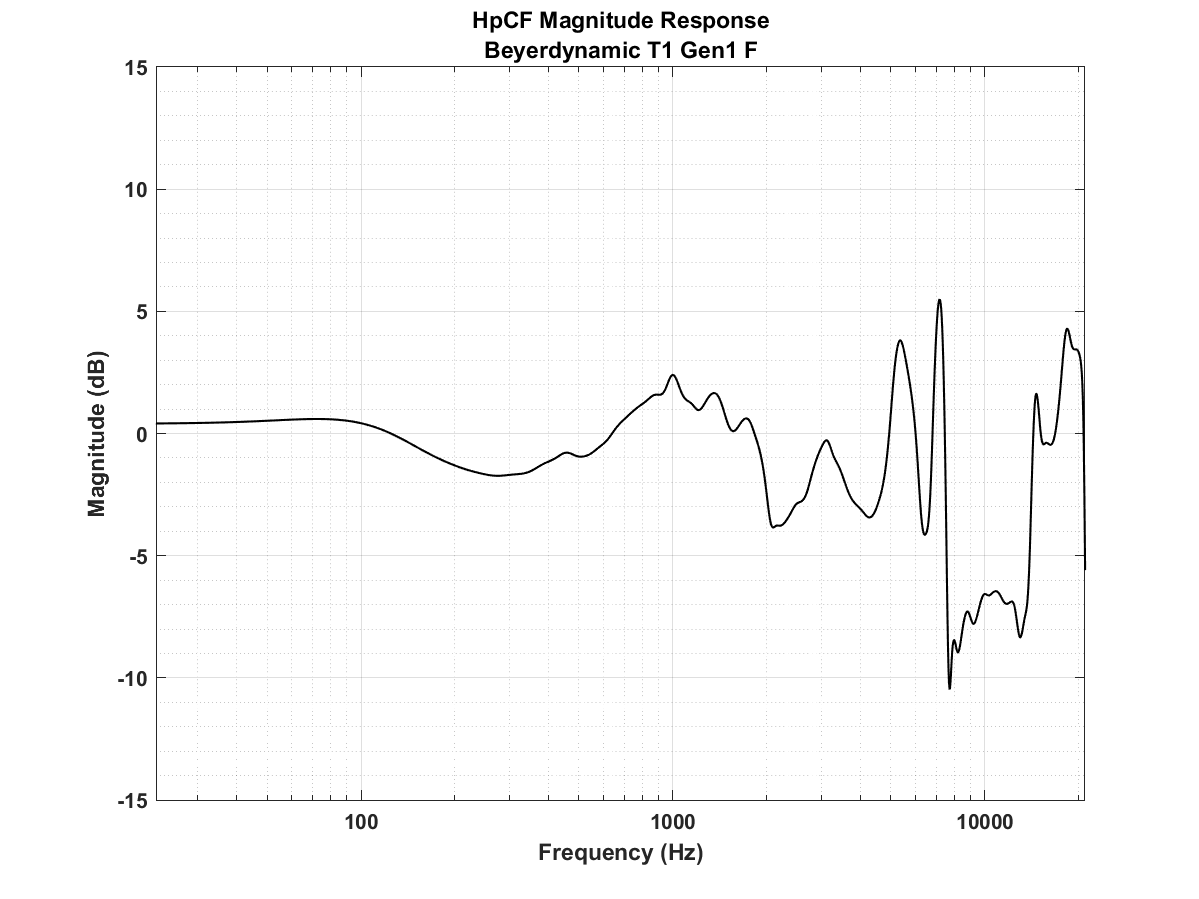 HpCF Magnitude Response
Beyerdynamic T1 Gen1 F
15
10
5
0
-5
-10
-15
Magnitude (dB)
100
1000
10000
Frequency (Hz)